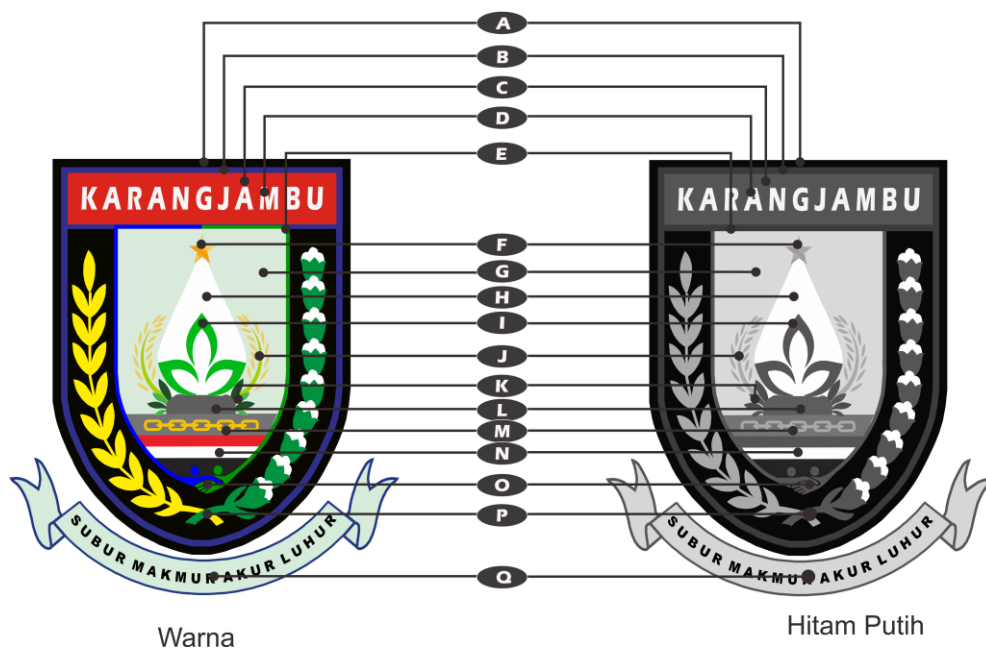 A
B
C
D
E
KARANGJAMBU
KARANGJAMBU
F
G
H
I
J
K
L
M
N
O
P
Q
SUBUR MAKMUR AKUR LUHUR
SUBUR MAKMUR AKUR LUHUR
Warna
Hitam Putih